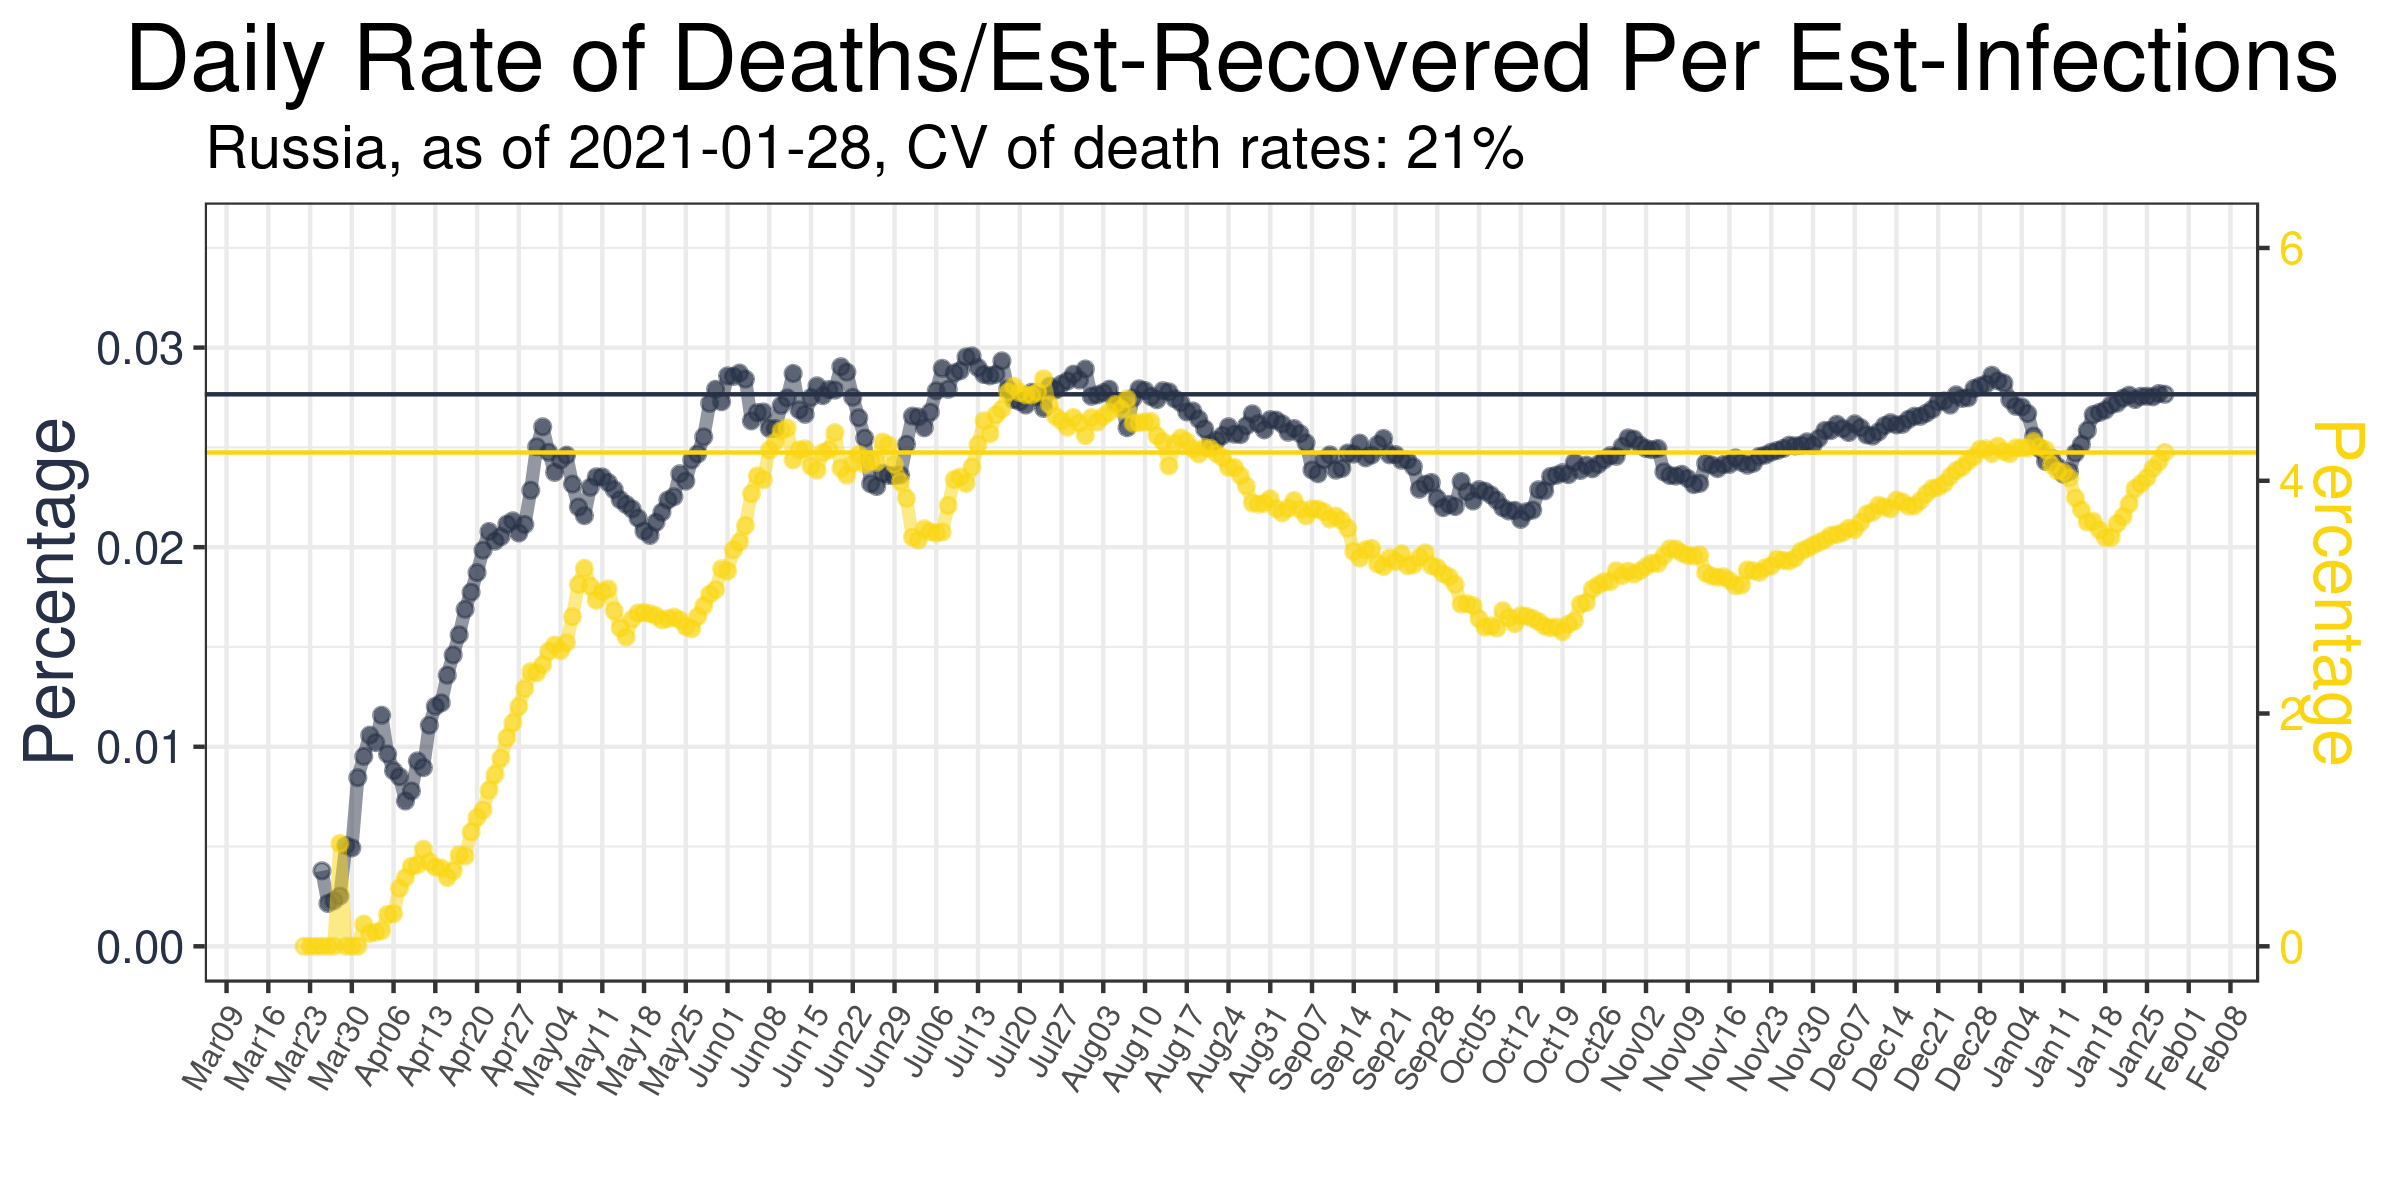 Daily Rate of Deaths/Est-Recovered Per Est-Infections
Russia, as of 2021-01-28, CV of death rates: 21%
Percentage
0.03
0.02
0.01
0.00
6
4
2
0
Percentage
Mar09
Mar16
Mar23
Mar30
Apr06
Apr13
Apr20
Apr27
May04
May11
May18
May25
Jun01
Jun08
Jun15
Jun22
Jun29
Jul06
Jul13
Jul20
Jul27
Aug03
Aug10
Aug17
Aug24
Aug31
Sep07
Sep14
Sep21
Sep28
Oct05
Oct12
Oct19
Oct26
Nov02
Nov09
Nov16
Nov23
Nov30
Dec07
Dec14
Dec21
Dec28
Jan04
Jan11
Jan18
Jan25
Feb01
Feb08